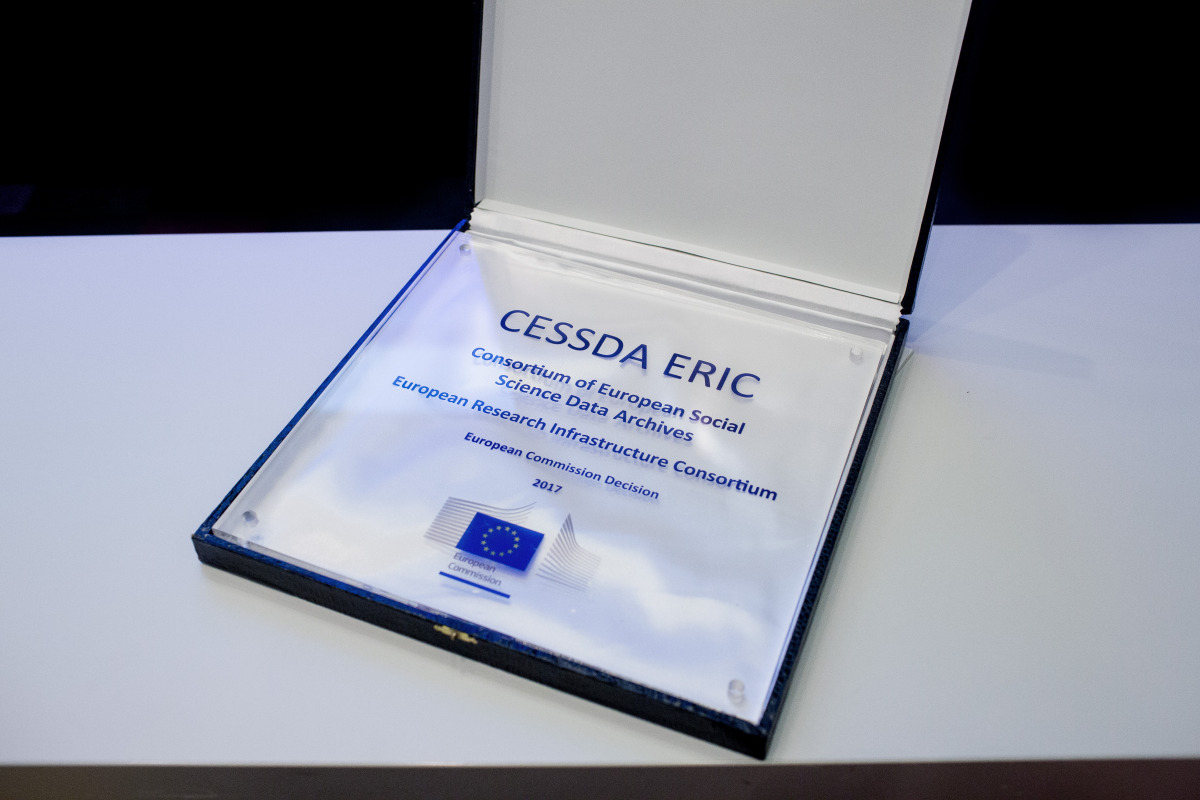 CESSDA ERIC
Consortium of European Social
Science Data Archives
European Research Infrastructure Consortium
European Commission Decision
2017
European
Commission